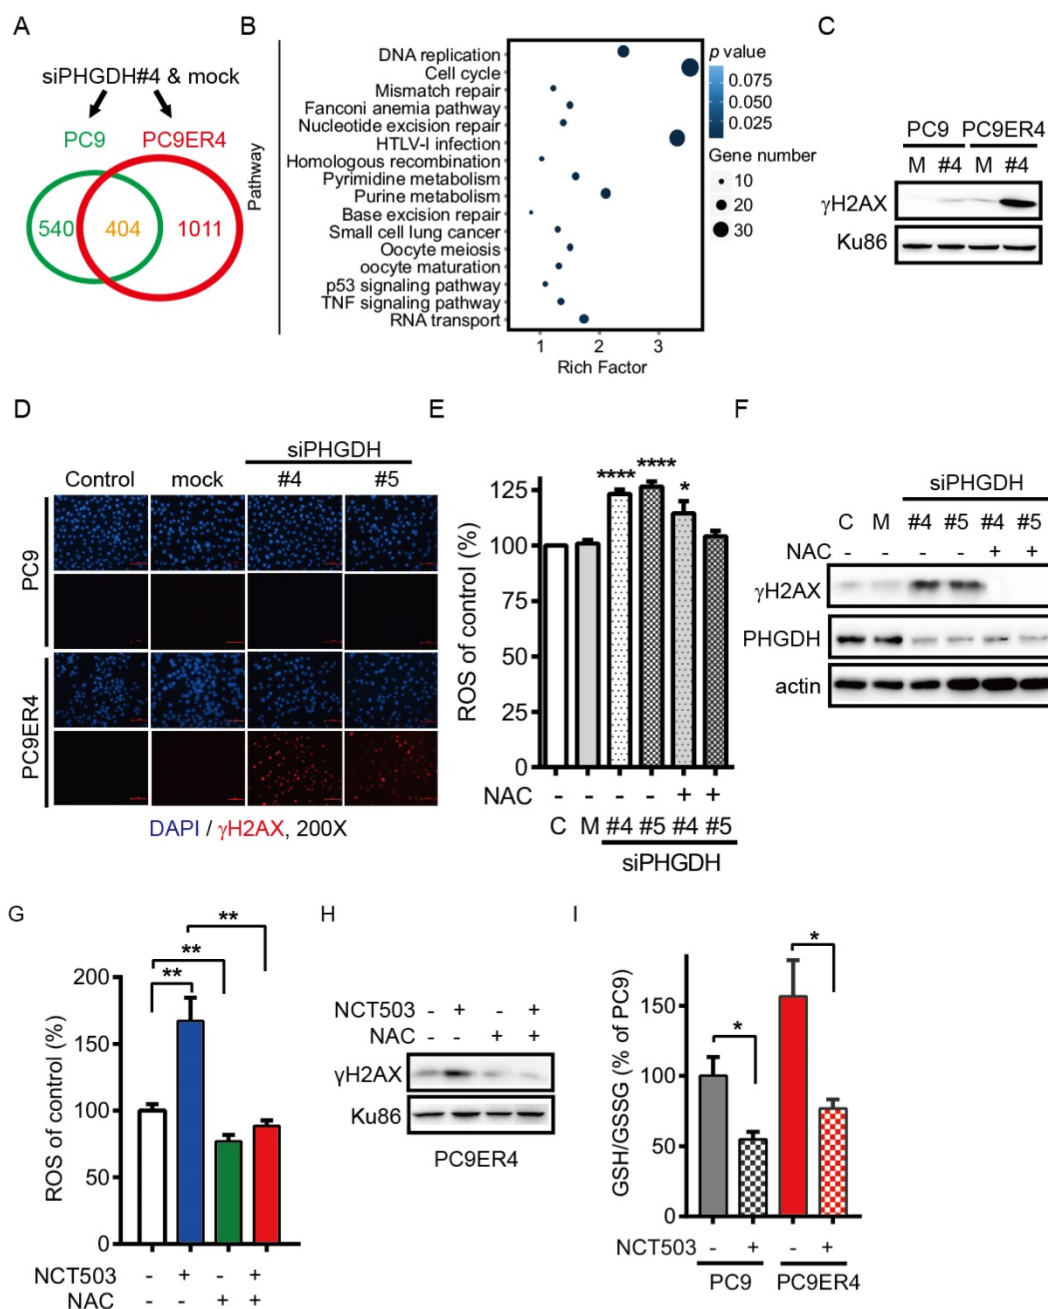 A
siPHGDH#4 & mock
PC9 PC9ER4
540 404 1011
B
Pathway
DNA replication
Cell cycle
Mismatch repair
Fanconi anemia pathway
Nucleotide excision repair
HTLV-I infection
Homologous recombination
Pyrimidine metabolism
Purine metabolism
Base excision repair
Small cell lung cancer
Oocyte meiosis
oocyte maturation
p53 signaling pathway
TNF signaling pathway
RNA transport
1 2 3
Rich Factor
p value
0.075
0.050
0.025
Gene number
10
20
30
C
PC9 PC9ER4
M #4 M #4
γH2AX
Ku86
D
siPHGDH
Control mock #4 #5
PC9
PC9ER4
DAPI / γH2AX, 200X
E
ROS of control (%)
125
100
75
50
25
0
**** **** *
NAC - - - - + +
C M #4 #5 #4 #5
siPHGDH
F
siPHGDH
C M #4 #5 #4 #5
NAC - - - - + +
γH2AX
PHGDH
actin
G
ROS of control (%)
200
150
100
50
0
**
**
**
NCT503 - + - +
NAC - - + +
H
NCT503 - + - +
NAC - - + +
γH2AX
Ku86
PC9ER4
I
GSH/GSSG (% of PC9)
150
100
50
0
*
*
NCT503 - + - +
PC9 PC9ER4